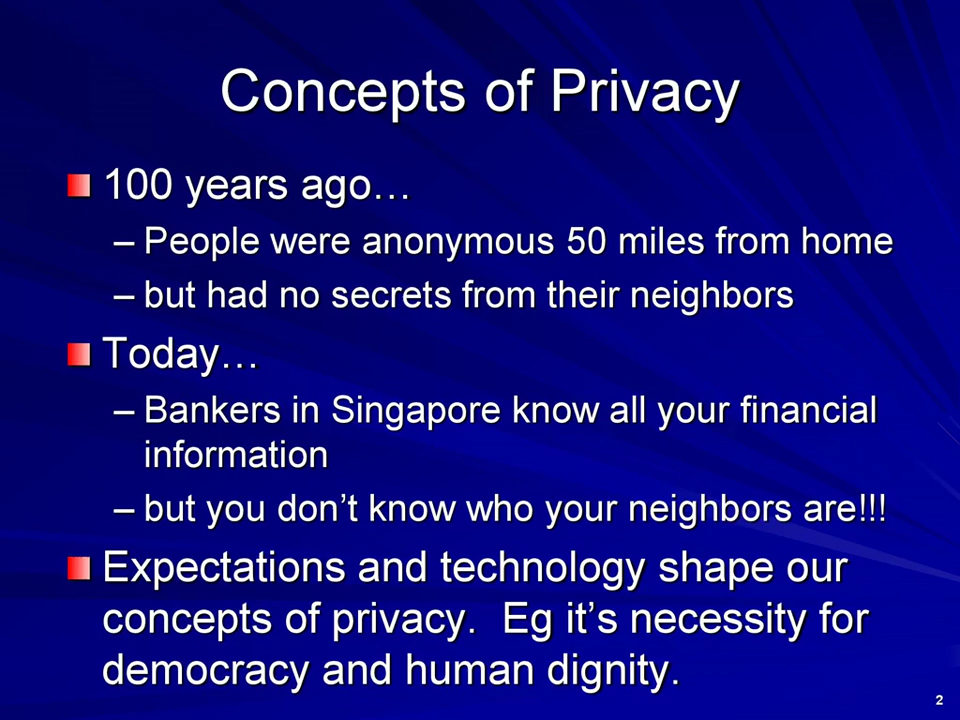 Concepts of Privacy
100 years ago…
– People were anonymous 50 miles from home
– but had no secrets from their neighbors
Today…
– Bankers in Singapore know all your financial
information
– but you don’t know who your neighbors are!!!
Expectations and technology shape our
concepts of privacy.  Eg it’s necessity for
democracy and human dignity.
2